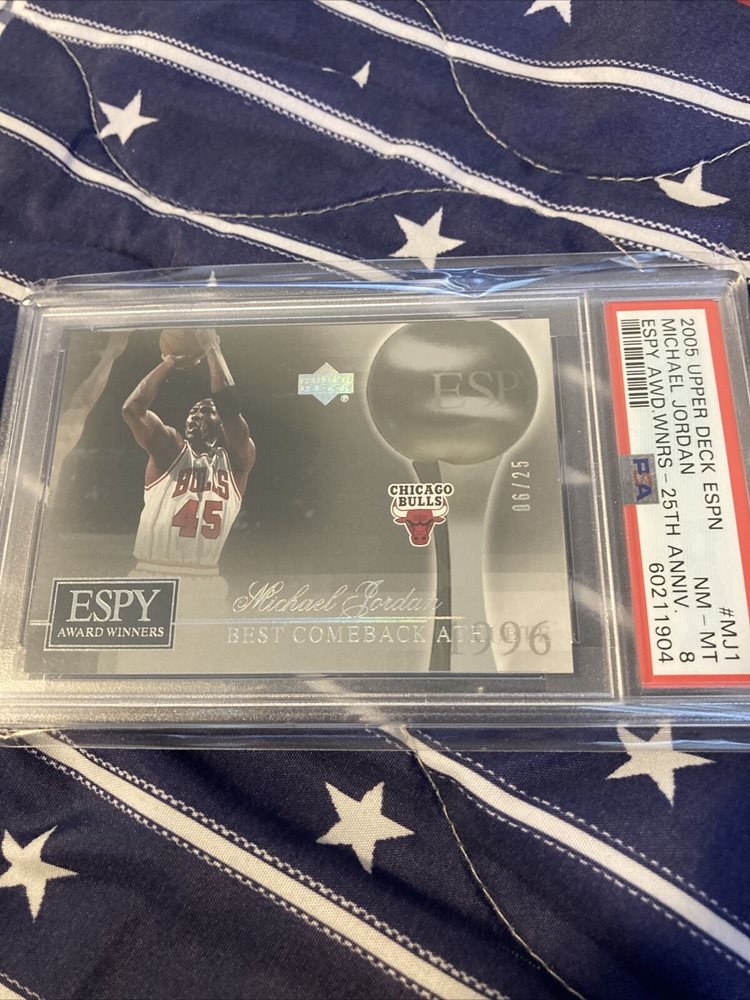 BULLS
45
ESPY
06/25
CHICAGO
BULLS
ESPY
AWARD WINNERS
Michael Jordan
BEST COMEBACK ATHLETE
1996
2005 UPPER DECK ESPN #MJ1
MICHAEL JORDAN NM - MT
ESPY AWD.WNRS - 25TH ANNIV. 8
PSA 60211904